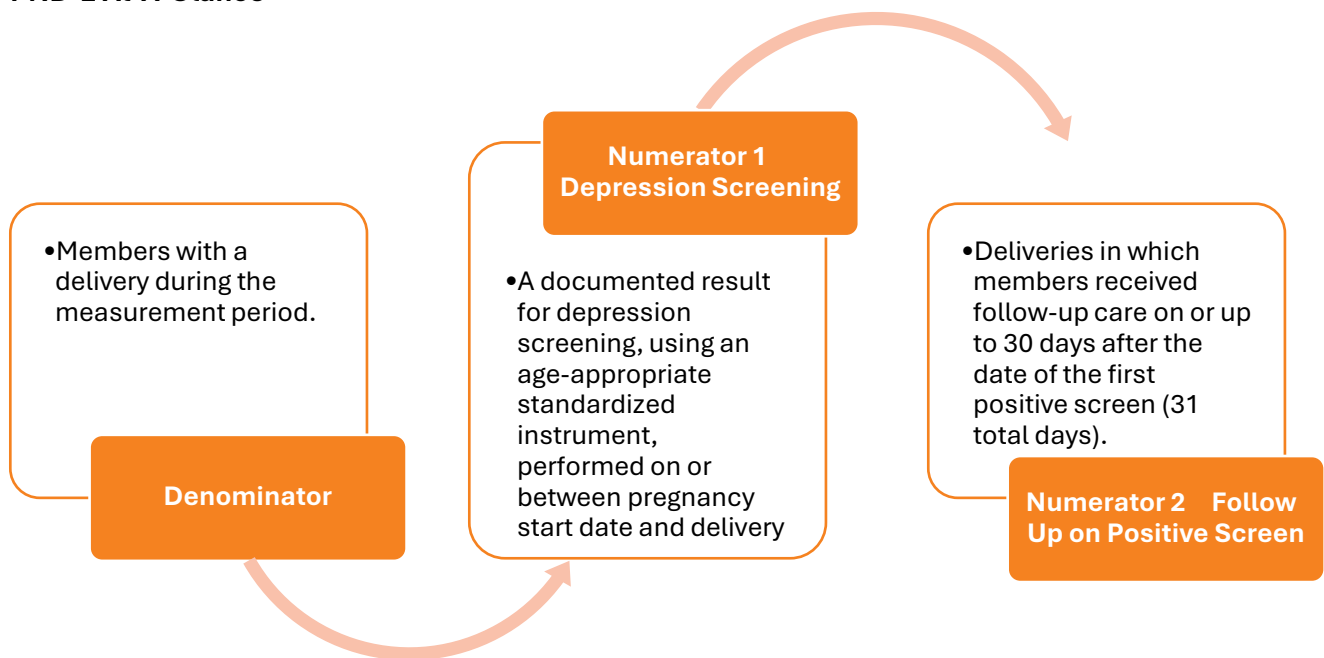 •Members with a
delivery during the
measurement period.
Denominator
Numerator 1
Depression Screening
•A documented result
for depression
screening, using an
age-appropriate
standardized
instrument,
performed on or
between pregnancy
start date and delivery
•Deliveries in which
members received
follow-up care on or up
to 30 days after the
date of the first
positive screen (31
total days).
Numerator 2 Follow
Up on Positive Screen